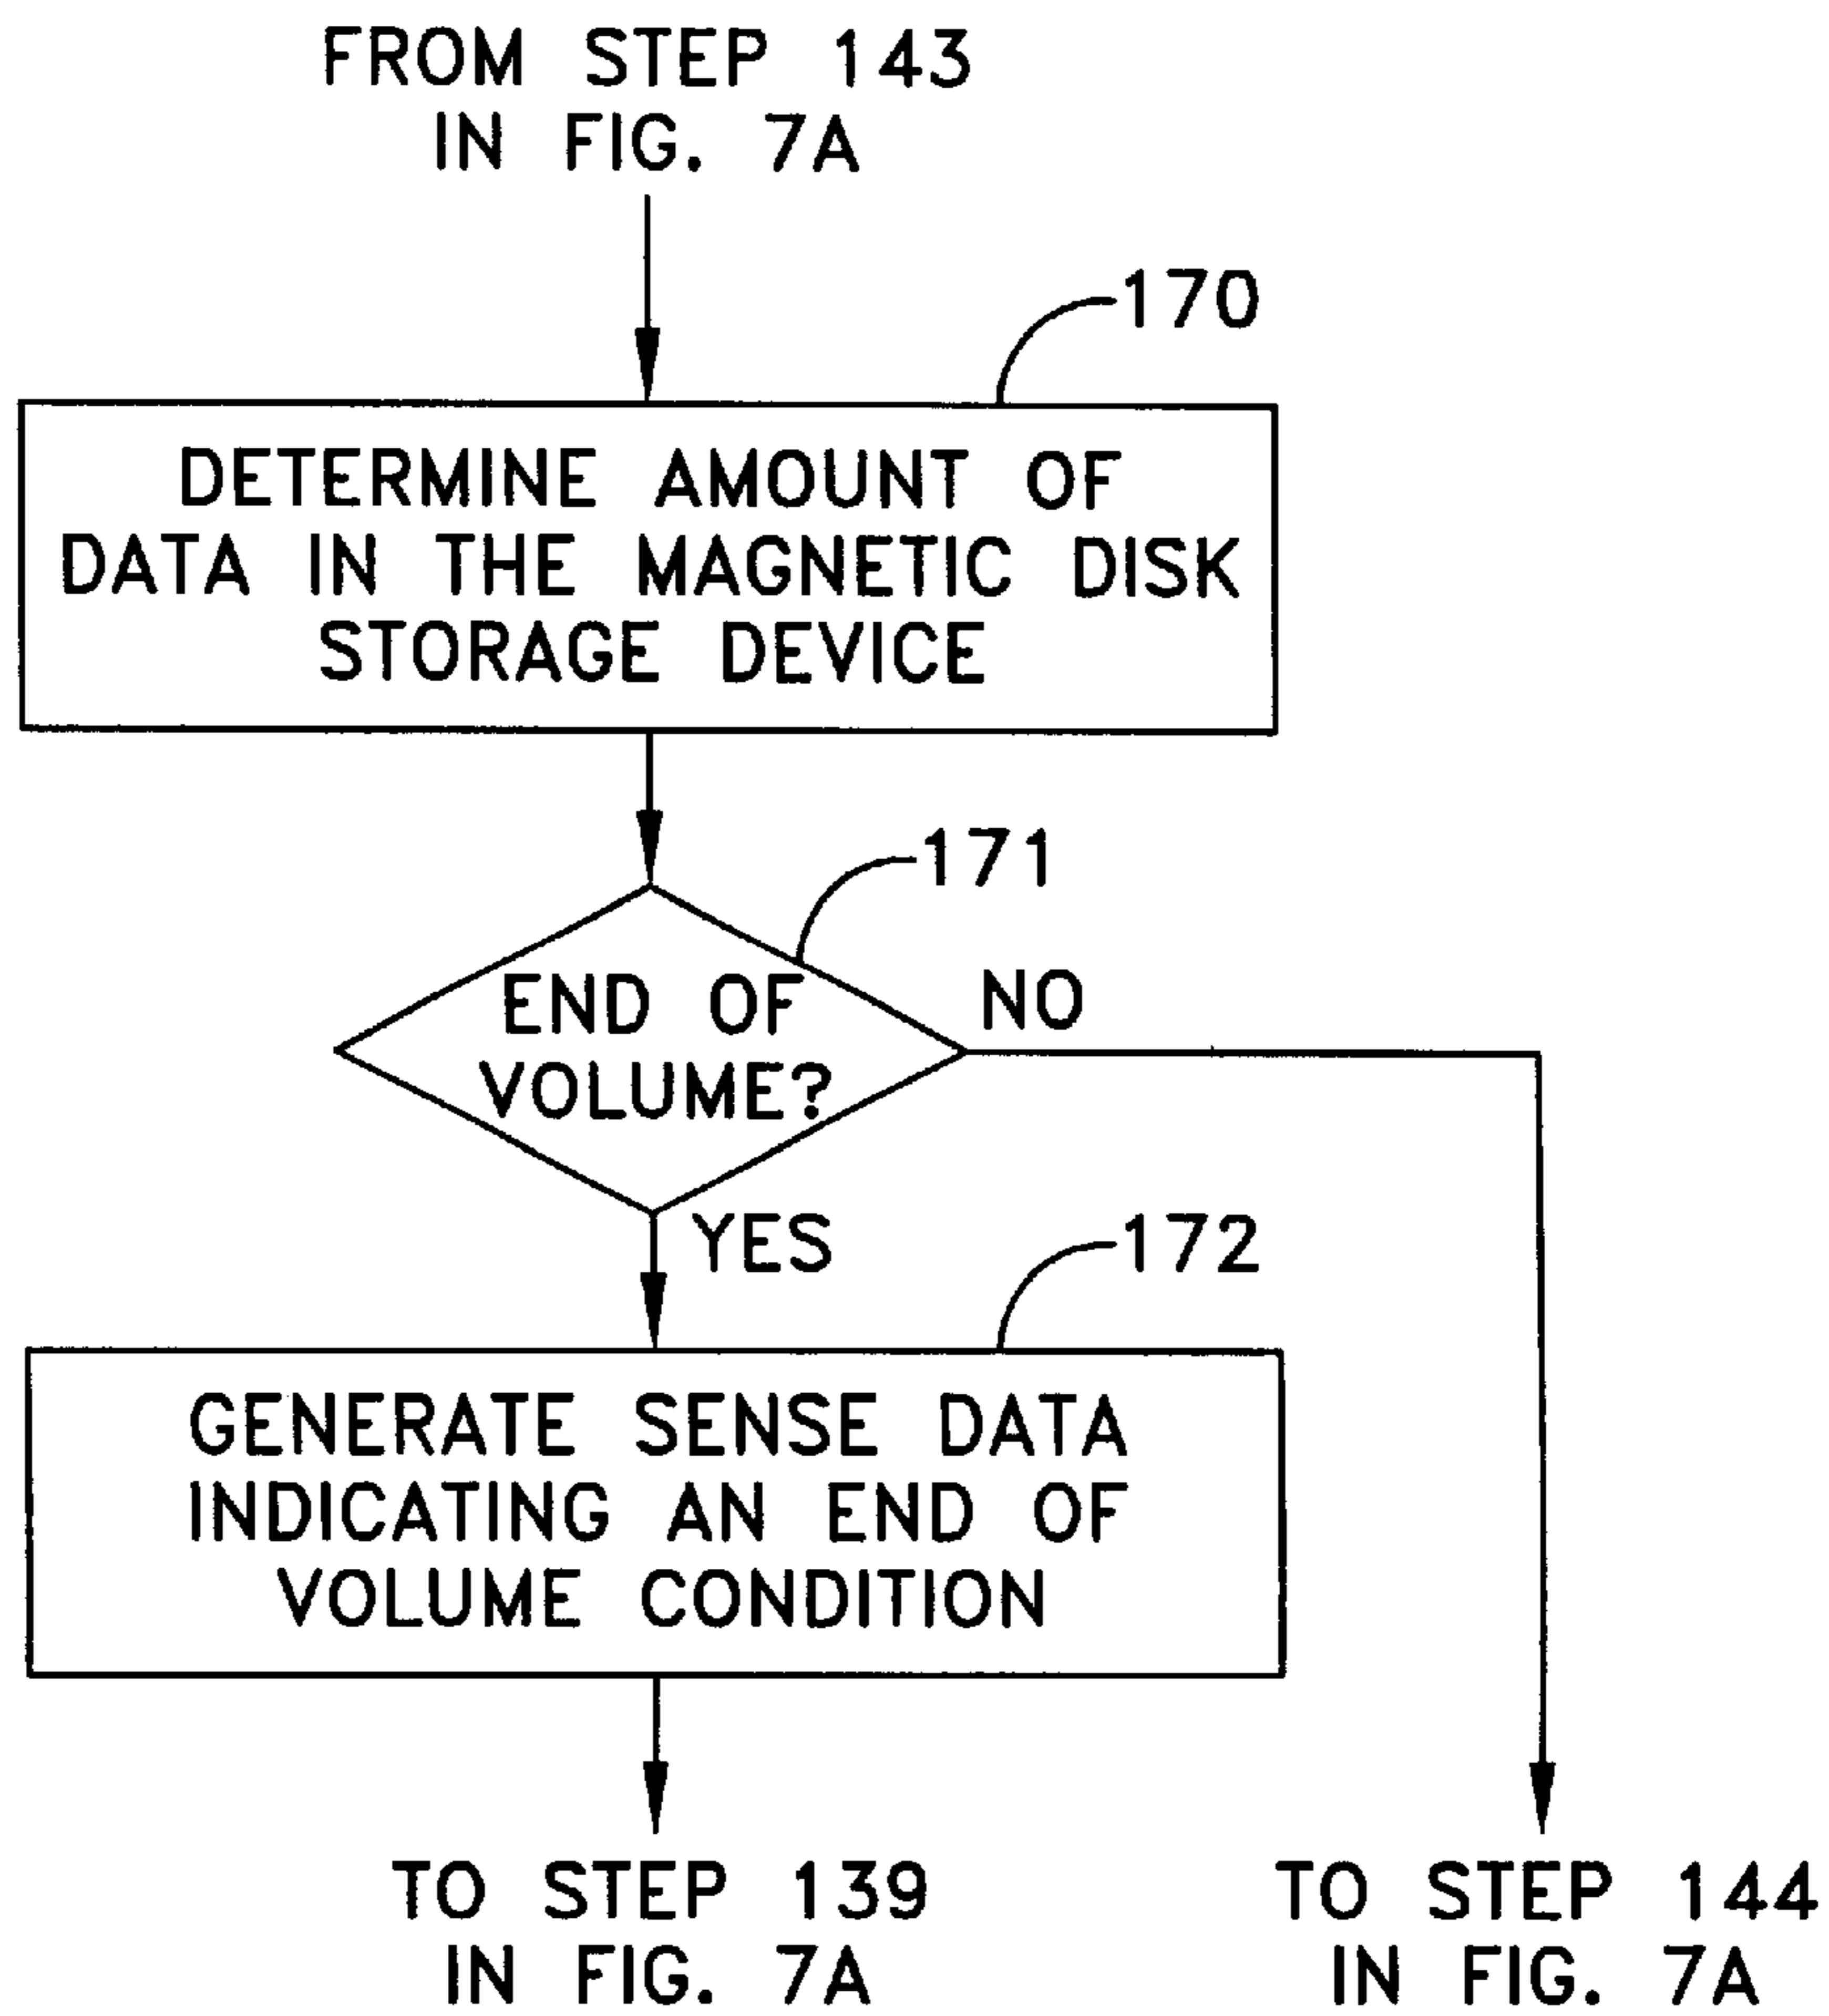 FROM STEP 143
IN FIG. 7A
170
DETERMINE AMOUNT OF
DATA IN THE MAGNETIC DISK
STORAGE DEVICE
171
END OF
VOLUME?
NO
YES
172
GENERATE SENSE DATA
INDICATING AN END OF
VOLUME CONDITION
TO STEP 139
IN FIG. 7A
TO STEP 144
IN FIG. 7A